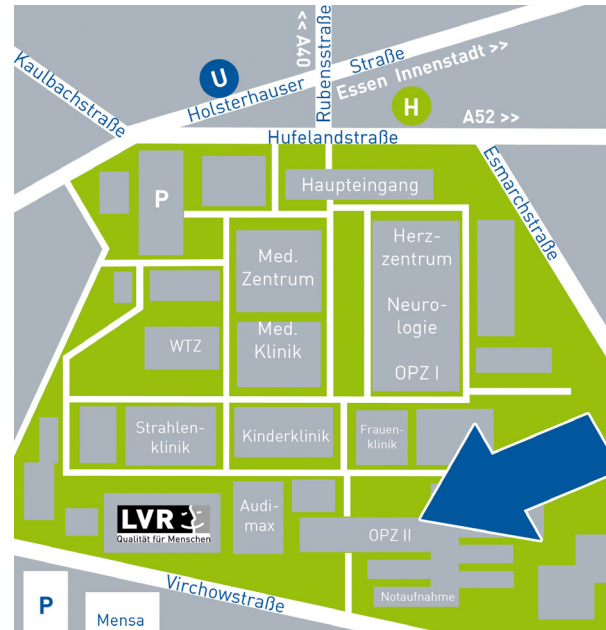 << A40
Rubensstraße
Kaulbachstraße
U
Holsterhauser Straße
Essen Innenstadt >>
H
A52 >>
Hufelandstraße
Esmarchstraße
Haupteingang
P
Med.
Zentrum
Herz-
zentrum
Neuro-
logie
OPZ I
Med.
Klinik
WTZ
Strahlen-
klinik
Kinderklinik
Frauen-
klinik
LVR
Qualität für Menschen
Audi-
max
OPZ II
Notaufnahme
Virchowstraße
P
Mensa